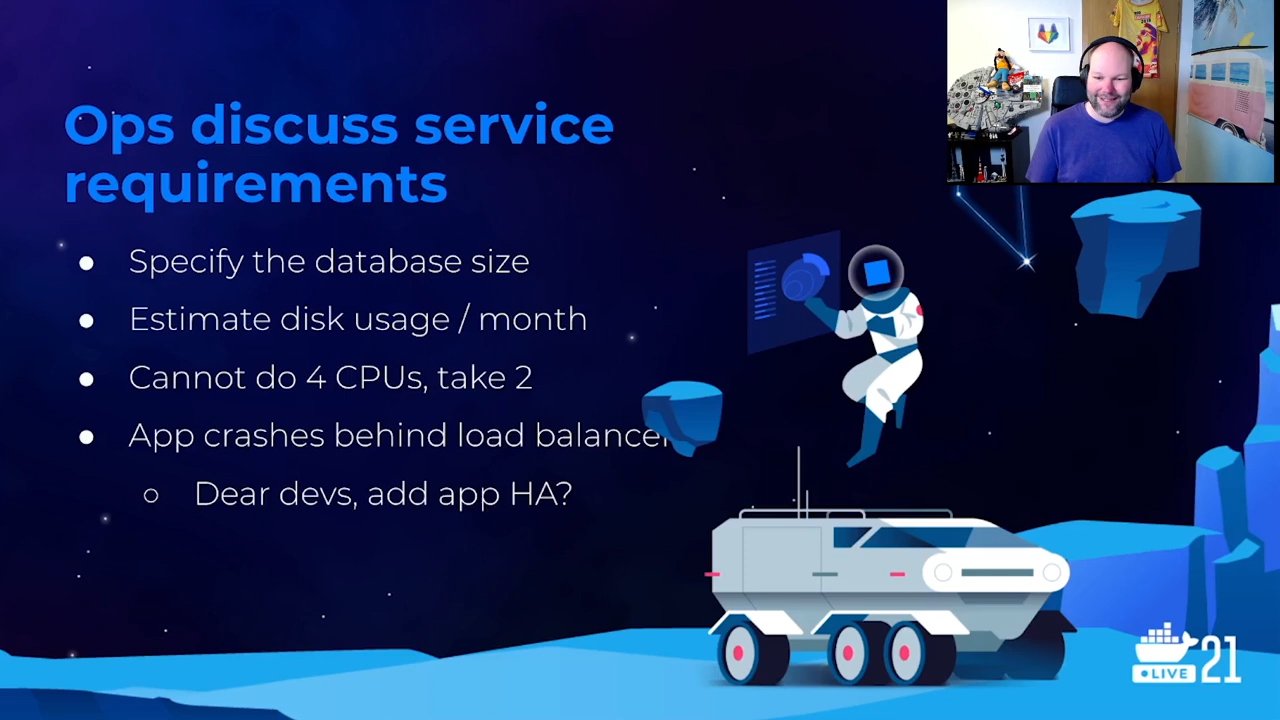 Ops discuss service
requirements
● Specify the database size
● Estimate disk usage / month
● Cannot do 4 CPUs, take 2
● App crashes behind load balancer
○ Dear devs, add app HA?
LIVE 21